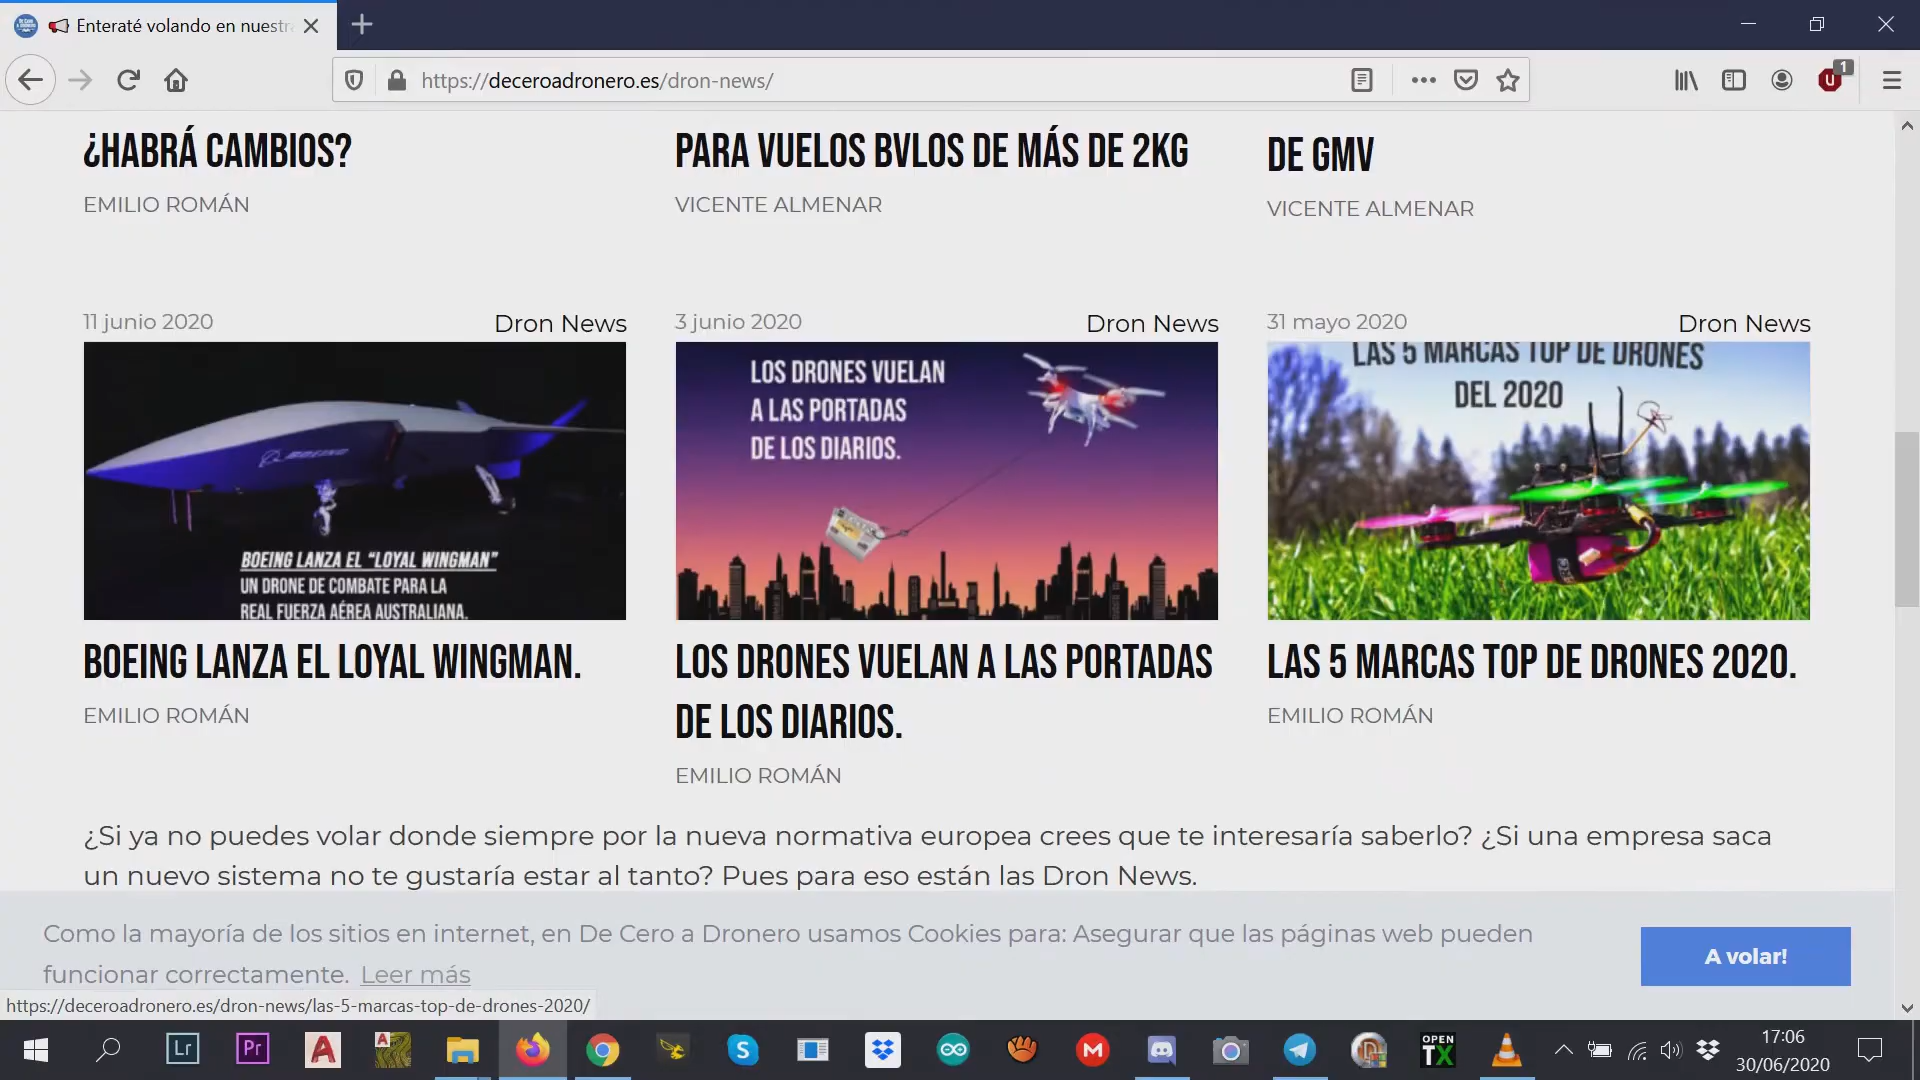 Enteraté volando en nuestra
https://deceroadronero.es/dron-news/
1
¿HABRÁ CAMBIOS?
EMILIO ROMÁN
PARA VUELOS BVLOS DE MÁS DE 2KG
VICENTE ALMENAR
DE GMV
VICENTE ALMENAR
11 junio 2020
Dron News
BOEING
BOEING LANZA EL “LOYAL WINGMAN”
UN DRONE DE COMBATE PARA LA
REAL FUERZA AÉREA AUSTRALIANA.
BOEING LANZA EL LOYAL WINGMAN.
EMILIO ROMÁN
3 junio 2020
Dron News
LOS DRONES VUELAN
A LAS PORTADAS
DE LOS DIARIOS.
LOS DRONES VUELAN A LAS PORTADAS
DE LOS DIARIOS.
EMILIO ROMÁN
31 mayo 2020
Dron News
LAS 5 MARCAS TOP DE DRONES
DEL 2020
LAS 5 MARCAS TOP DE DRONES 2020.
EMILIO ROMÁN
¿Si ya no puedes volar donde siempre por la nueva normativa europea crees que te interesaría saberlo? ¿Si una empresa saca
un nuevo sistema no te gustaría estar al tanto? Pues para eso están las Dron News.
Como la mayoría de los sitios en internet, en De Cero a Dronero usamos Cookies para: Asegurar que las páginas web pueden
funcionar correctamente. Leer más
A volar!
https://deceroadronero.es/dron-news/las-5-marcas-top-de-drones-2020/
Lr
Pr
A
A
S
M
OPEN
TX
17:06
30/06/2020